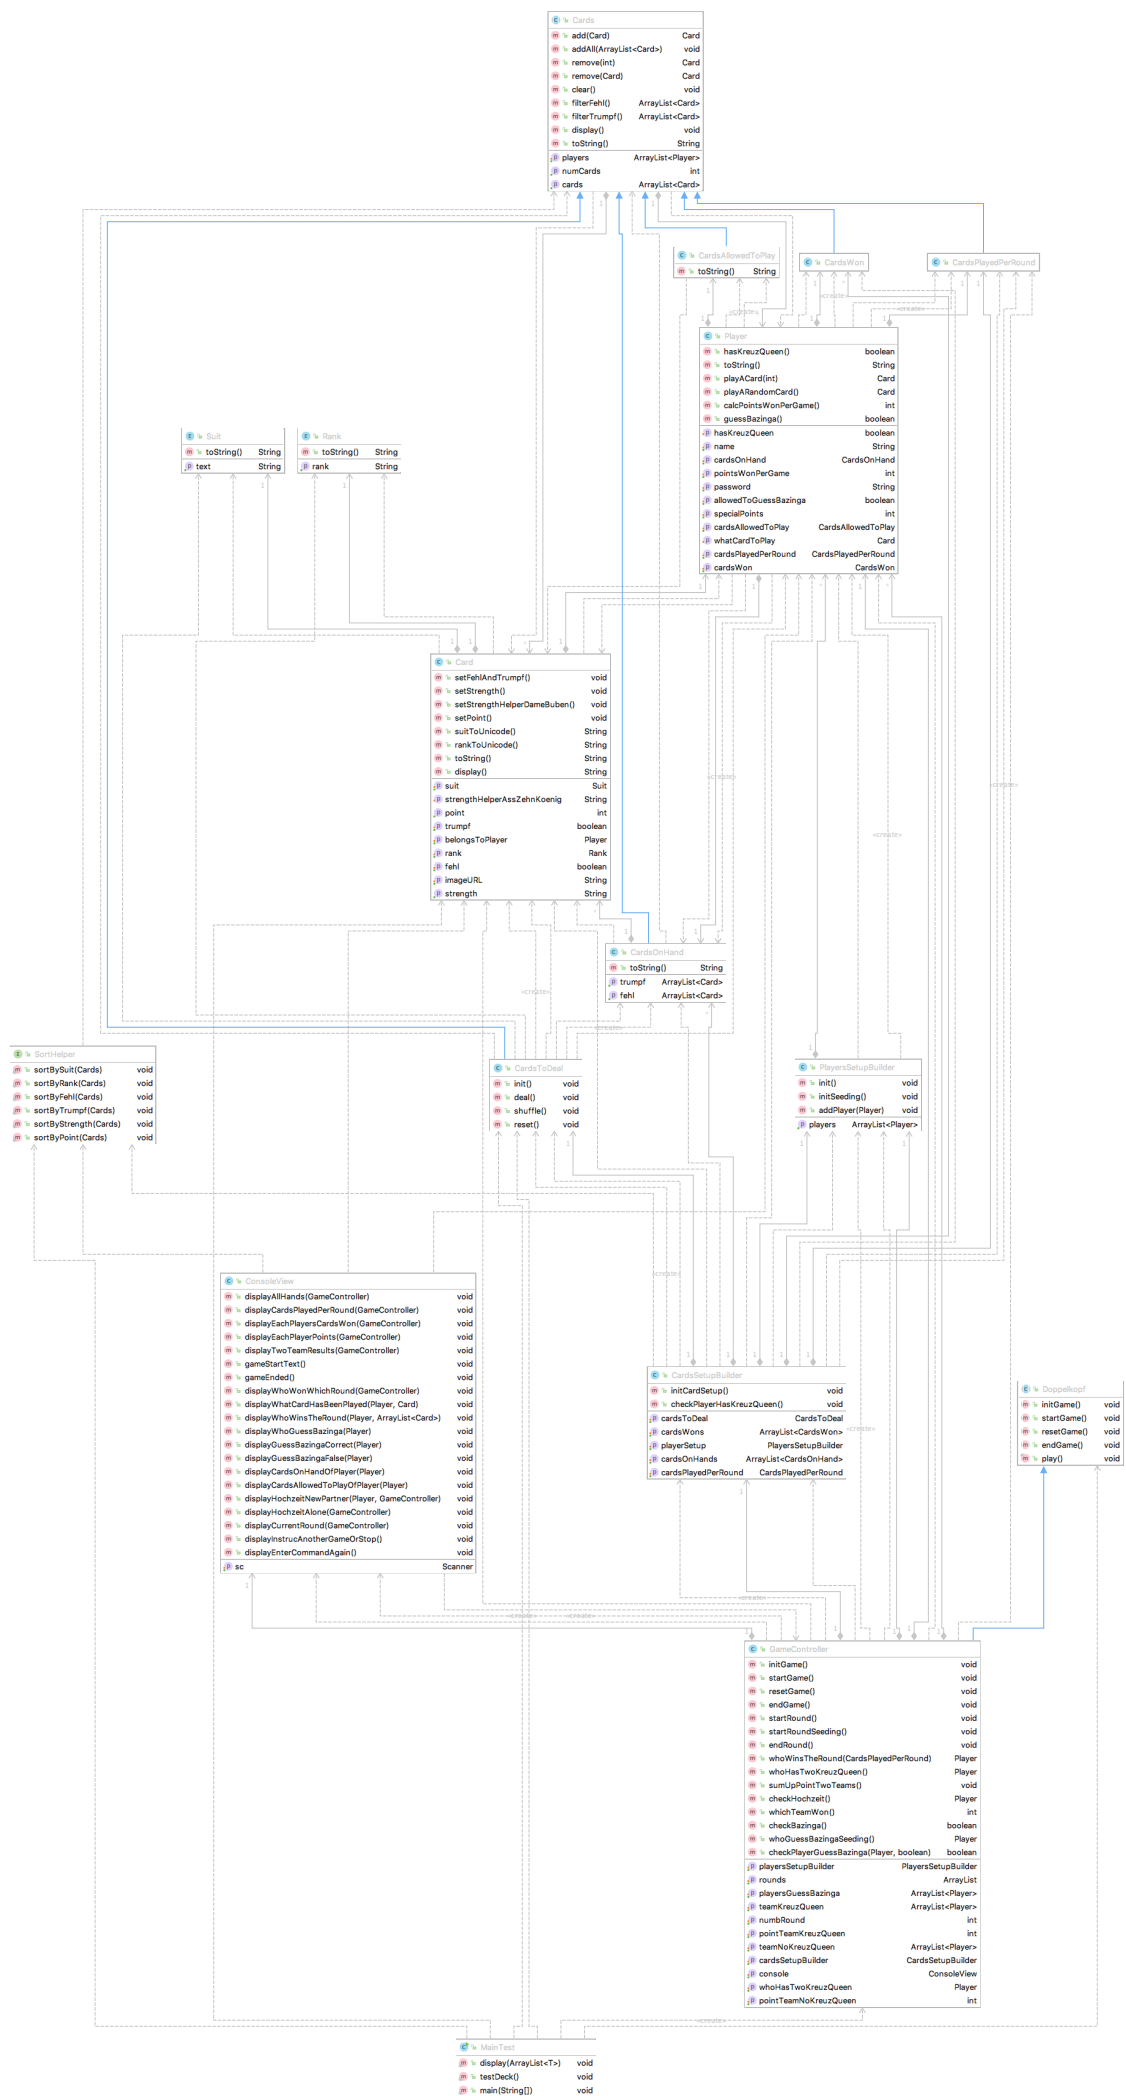 Cards
add(Card) Card
addAll(ArrayList<Card>) void
remove(int) Card
remove(Card) Card
clear() void
filterFehl() ArrayList<Card>
filterTrumpf() ArrayList<Card>
display() void
toString() String
players ArrayList<Player>
numCards int
cards ArrayList<Card>
CardsAllowedToPlay
toString() String
CardsWon
CardsPlayedPerRound
«create»
«create»
«create»
Player
hasKreuzQueen() boolean
toString() String
playACard(int) Card
playARandomCard() Card
calcPointsWonPerGame() int
guessBazinga() boolean
hasKreuzQueen boolean
name String
cardsOnHand CardsOnHand
pointsWonPerGame int
password String
allowedToGuessBazinga boolean
specialPoints int
cardsAllowedToPlay CardsAllowedToPlay
whatCardToPlay Card
cardsPlayedPerRound CardsPlayedPerRound
cardsWon CardsWon
Suit
toString() String
text String
Rank
toString() String
rank String
Card
setFehlAndTrumpf() void
setStrength() void
setStrengthHelperDameBuben() void
setPoint() void
suitToUnicode() String
rankToUnicode() String
toString() String
display() String
suit Suit
strengthHelperAssZehnKoenig String
point int
trumpf boolean
belongsToPlayer Player
rank Rank
fehl boolean
imageURL String
strength String
«create»
«create»
«create»
CardsOnHand
toString() String
trumpf ArrayList<Card>
fehl ArrayList<Card>
«create»
«create»
SortHelper
sortBySuit(Cards) void
sortByRank(Cards) void
sortByFehl(Cards) void
sortByTrumpf(Cards) void
sortByStrength(Cards) void
sortByPoint(Cards) void
CardsToDeal
init() void
deal() void
shuffle() void
reset() void
PlayersSetupBuilder
init() void
initSeeding() void
addPlayer(Player) void
players ArrayList<Player>
«create»
ConsoleView
displayAllHands(GameController) void
displayCardsPlayedPerRound(GameController) void
displayEachPlayersCardsWon(GameController) void
displayEachPlayerPoints(GameController) void
displayTwoTeamResults(GameController) void
gameStartText() void
gameEnded() void
displayWhoWonWhichRound(GameController) void
displayWhatCardHasBeenPlayed(Player, Card) void
displayWhoWinsTheRound(Player, ArrayList<Card>) void
displayWhoGuessBazinga(Player) void
displayGuessBazingaCorrect(Player) void
displayGuessBazingaFalse(Player) void
displayCardsOnHandOfPlayer(Player) void
displayCardsAllowedToPlayOfPlayer(Player) void
displayHochzeitNewPartner(Player, GameController) void
displayHochzeitAlone(GameController) void
displayCurrentRound(GameController) void
displayInstrucAnotherGameOrStop() void
displayEnterCommandAgain() void
sc Scanner
CardsSetupBuilder
initCardSetup() void
checkPlayerHasKreuzQueen() void
cardsToDeal CardsToDeal
cardsWons ArrayList<CardsWon>
playerSetup PlayersSetupBuilder
cardsOnHands ArrayList<CardsOnHand>
cardsPlayedPerRound CardsPlayedPerRound
«create»
Doppelkopf
initGame() void
startGame() void
resetGame() void
endGame() void
play() void
«create»
«create»
«create»
GameController
initGame() void
startGame() void
resetGame() void
endGame() void
startRound() void
startRoundSeeding() void
endRound() void
whoWinsTheRound(CardsPlayedPerRound) Player
whoHasTwoKreuzQueen() Player
sumUpPointTwoTeams() void
checkHochzeit() Player
whichTeamWon() int
checkBazinga() boolean
whoGuessBazingaSeeding() Player
checkPlayerGuessBazinga(Player, boolean) boolean
playersSetupBuilder PlayersSetupBuilder
rounds ArrayList
playersGuessBazinga ArrayList<Player>
teamKreuzQueen ArrayList<Player>
numbRound int
pointTeamKreuzQueen int
teamNoKreuzQueen ArrayList<Player>
cardsSetupBuilder CardsSetupBuilder
console ConsoleView
whoHasTwoKreuzQueen Player
pointTeamNoKreuzQueen int
«create»
MainTest
display(ArrayList<T>) void
testDeck() void
main(String[]) void